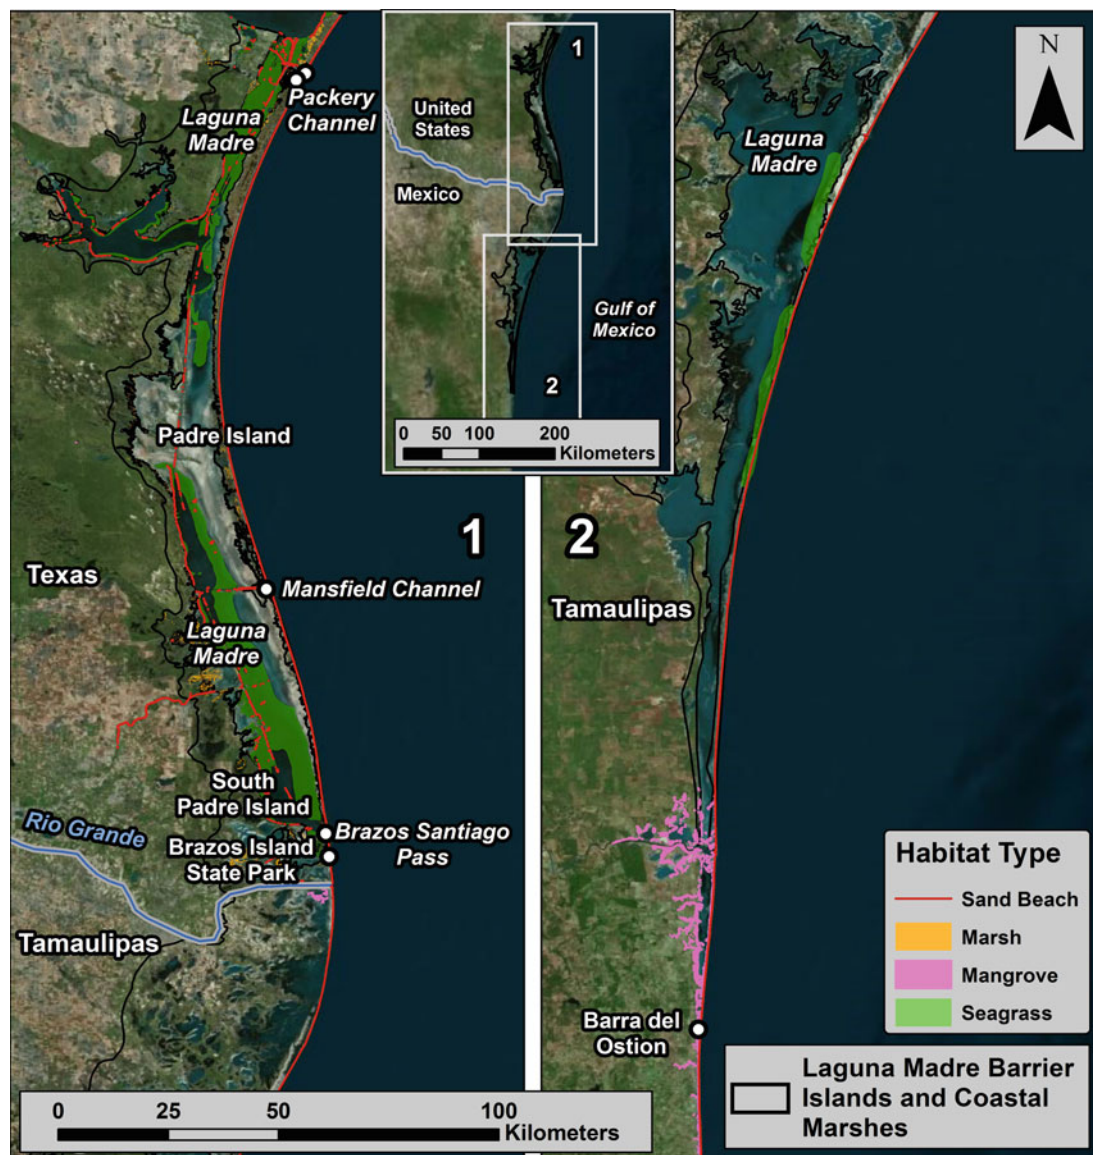 Laguna
Madre
Packery
Channel
Padre Island
Texas
Mansfield Channel
Laguna
Madre
South
Padre Island
Brazos Santiago
Pass
Rio Grande
Brazos Island
State Park
Tamaulipas
1
0 25 50 100
Kilometers
United
States
Mexico
Gulf of
Mexico
1
2
0 50 100 200
Kilometers
N
Laguna
Madre
2
Tamaulipas
Barra del
Ostion
Habitat Type
Sand Beach
Marsh
Mangrove
Seagrass
Laguna Madre Barrier
Islands and Coastal
Marshes